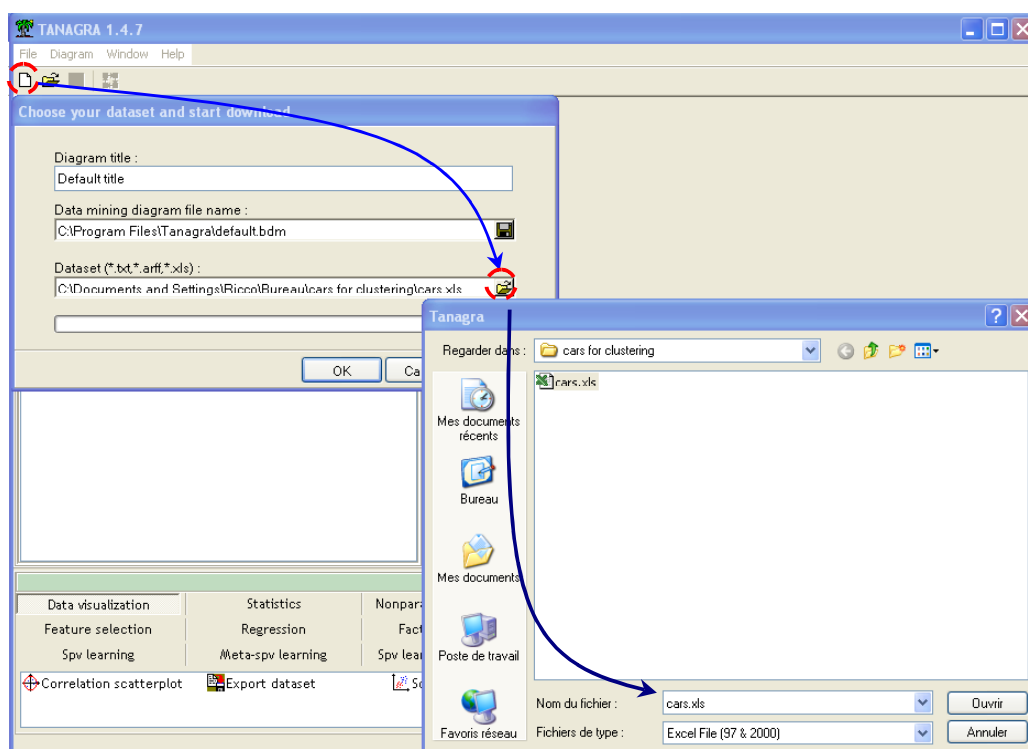 TANAGRA 1.4.7
File Diagram Window Help
Choose your dataset and start download
Diagram title :
Default title
Data mining diagram file name :
C:\Program Files\Tanagra\default.bdm
Dataset (*.txt,*.arff,*.xls) :
C:\Documents and Settings\Ricco\Bureau\cars for clustering\cars.xls
OK Ca
Tanagra
Regarder dans : cars for clustering
cars.xls
Mes documents
récents
Bureau
Mes documents
Poste de travail
Favoris réseau
Nom du fichier : cars.xls Ouvrir
Fichiers de type : Excel File (97 & 2000) Annuler
Data visualization Statistics Nonpara
Feature selection Regression Fact
Spv learning Meta-spv learning Spv lear
Correlation scatterplot Export dataset Sc